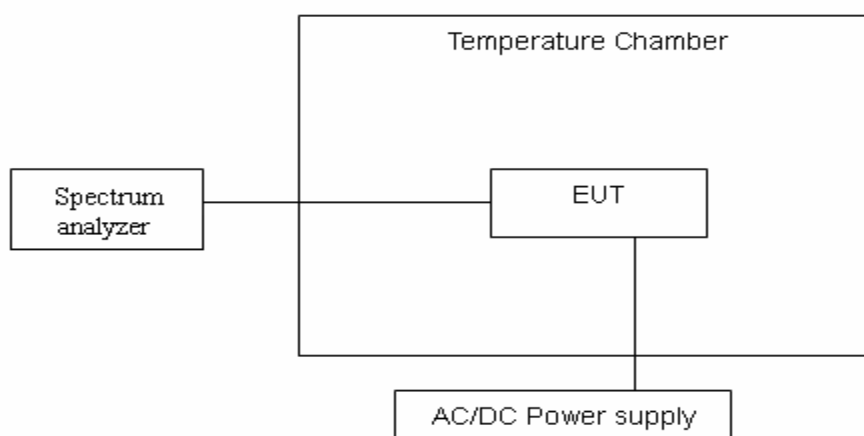 Temperature Chamber
Spectrum
analyzer
EUT
AC/DC Power supply